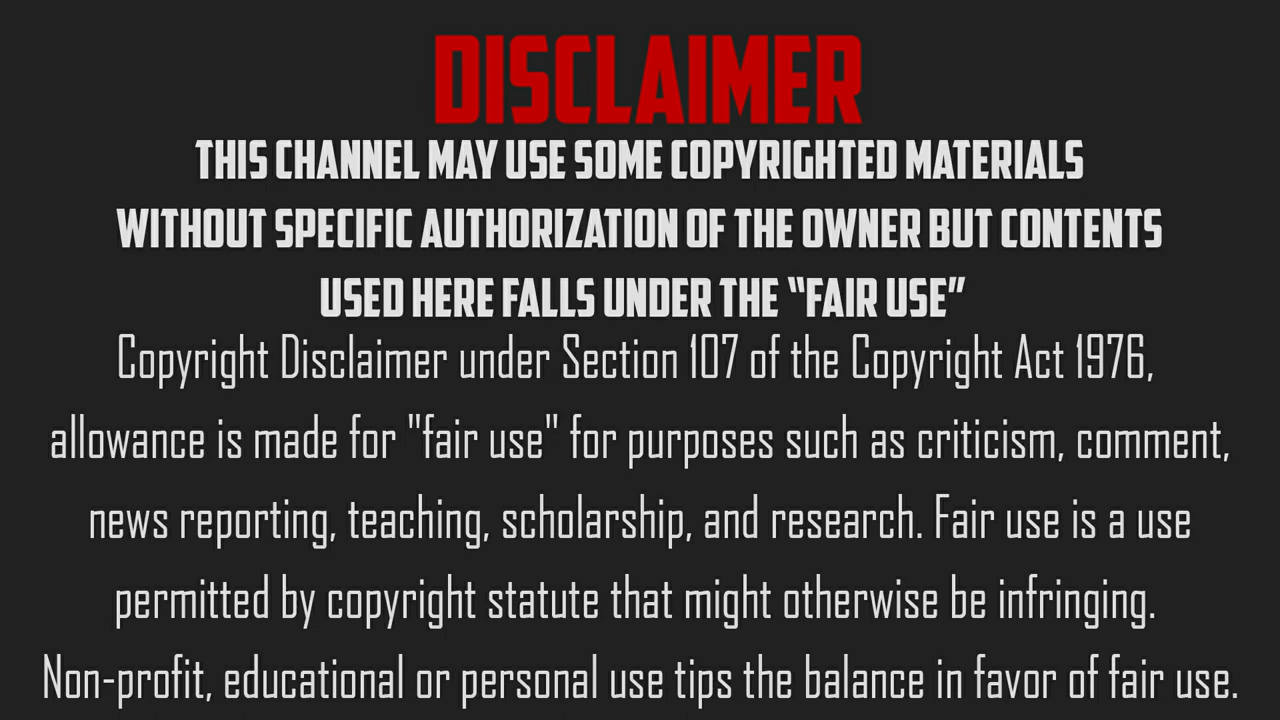 DISCLAIMER
THIS CHANNEL MAY USE SOME COPYRIGHTED MATERIALS
WITHOUT SPECIFIC AUTHORIZATION OF THE OWNER BUT CONTENTS
USED HERE FALLS UNDER THE “FAIR USE”
Copyright Disclaimer under Section 107 of the Copyright Act 1976,
allowance is made for "fair use" for purposes such as criticism, comment,
news reporting, teaching, scholarship, and research. Fair use is a use
permitted by copyright statute that might otherwise be infringing.
Non-profit, educational or personal use tips the balance in favor of fair use.